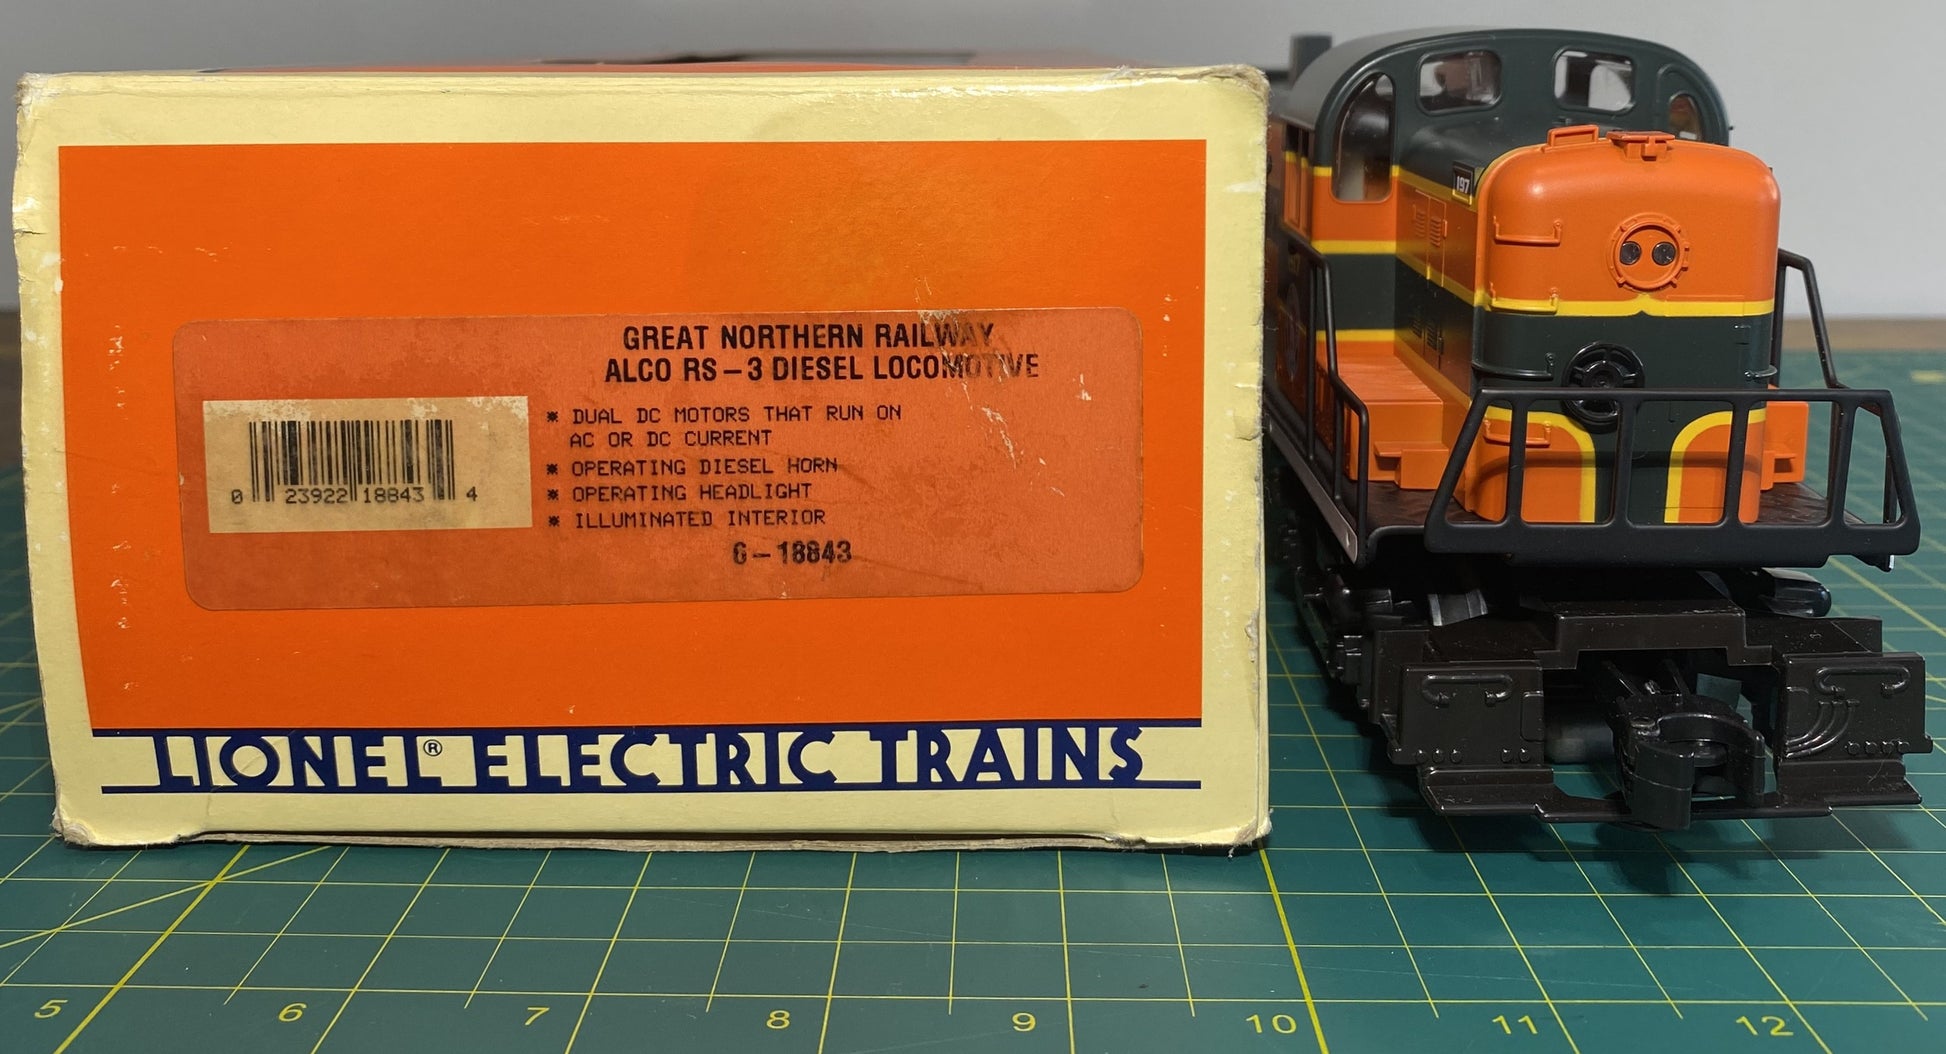 GREAT NORTHERN RAILWAY
ALCO RS-3 DIESEL LOCOMOTIVE
* DUAL DC MOTORS THAT RUN ON
AC OR DC CURRENT
* OPERATING DIESEL HORN
* OPERATING HEADLIGHT
* ILLUMINATED INTERIOR
6-18843
0 23922 18843 4
LIONEL® ELECTRIC TRAINS
197
5 6 7 8 9 10 11 12